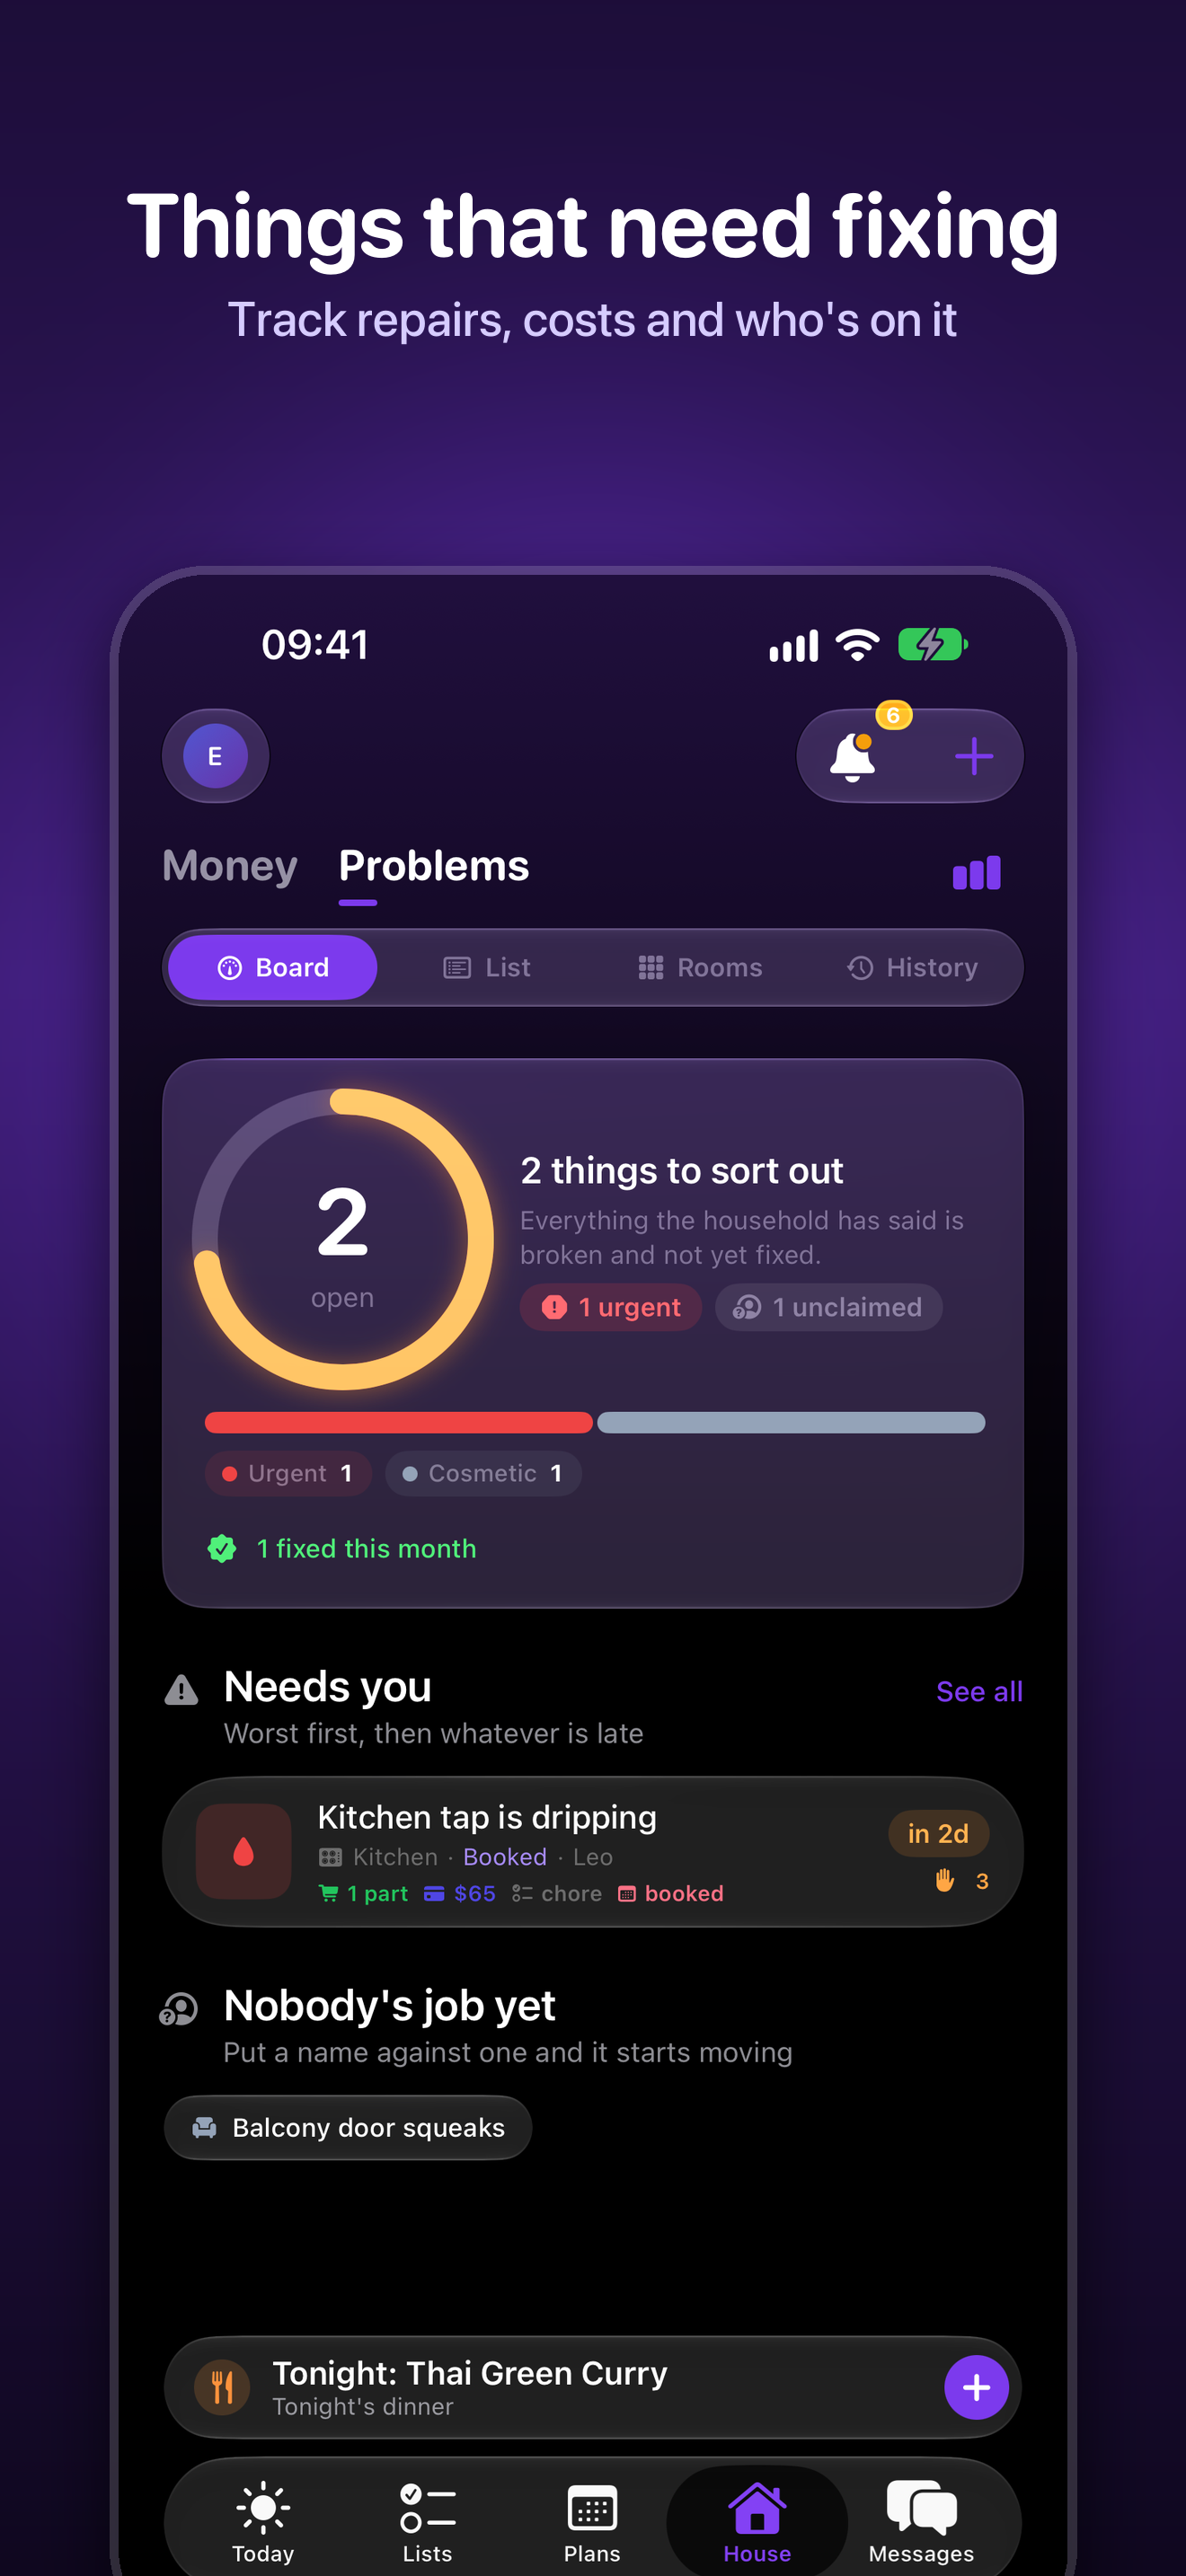 Things that need fixing
Track repairs, costs and who's on it
09:41
E
6
Money Problems
Board List Rooms History
2
open
2 things to sort out
Everything the household has said is
broken and not yet fixed.
1 urgent 1 unclaimed
Urgent 1 Cosmetic 1
1 fixed this month
Needs you
See all
Worst first, then whatever is late
Kitchen tap is dripping
in 2d
Kitchen · Booked · Leo
1 part $65 chore booked
3
Nobody's job yet
Put a name against one and it starts moving
Balcony door squeaks
Tonight: Thai Green Curry
Tonight's dinner
Today Lists Plans House Messages